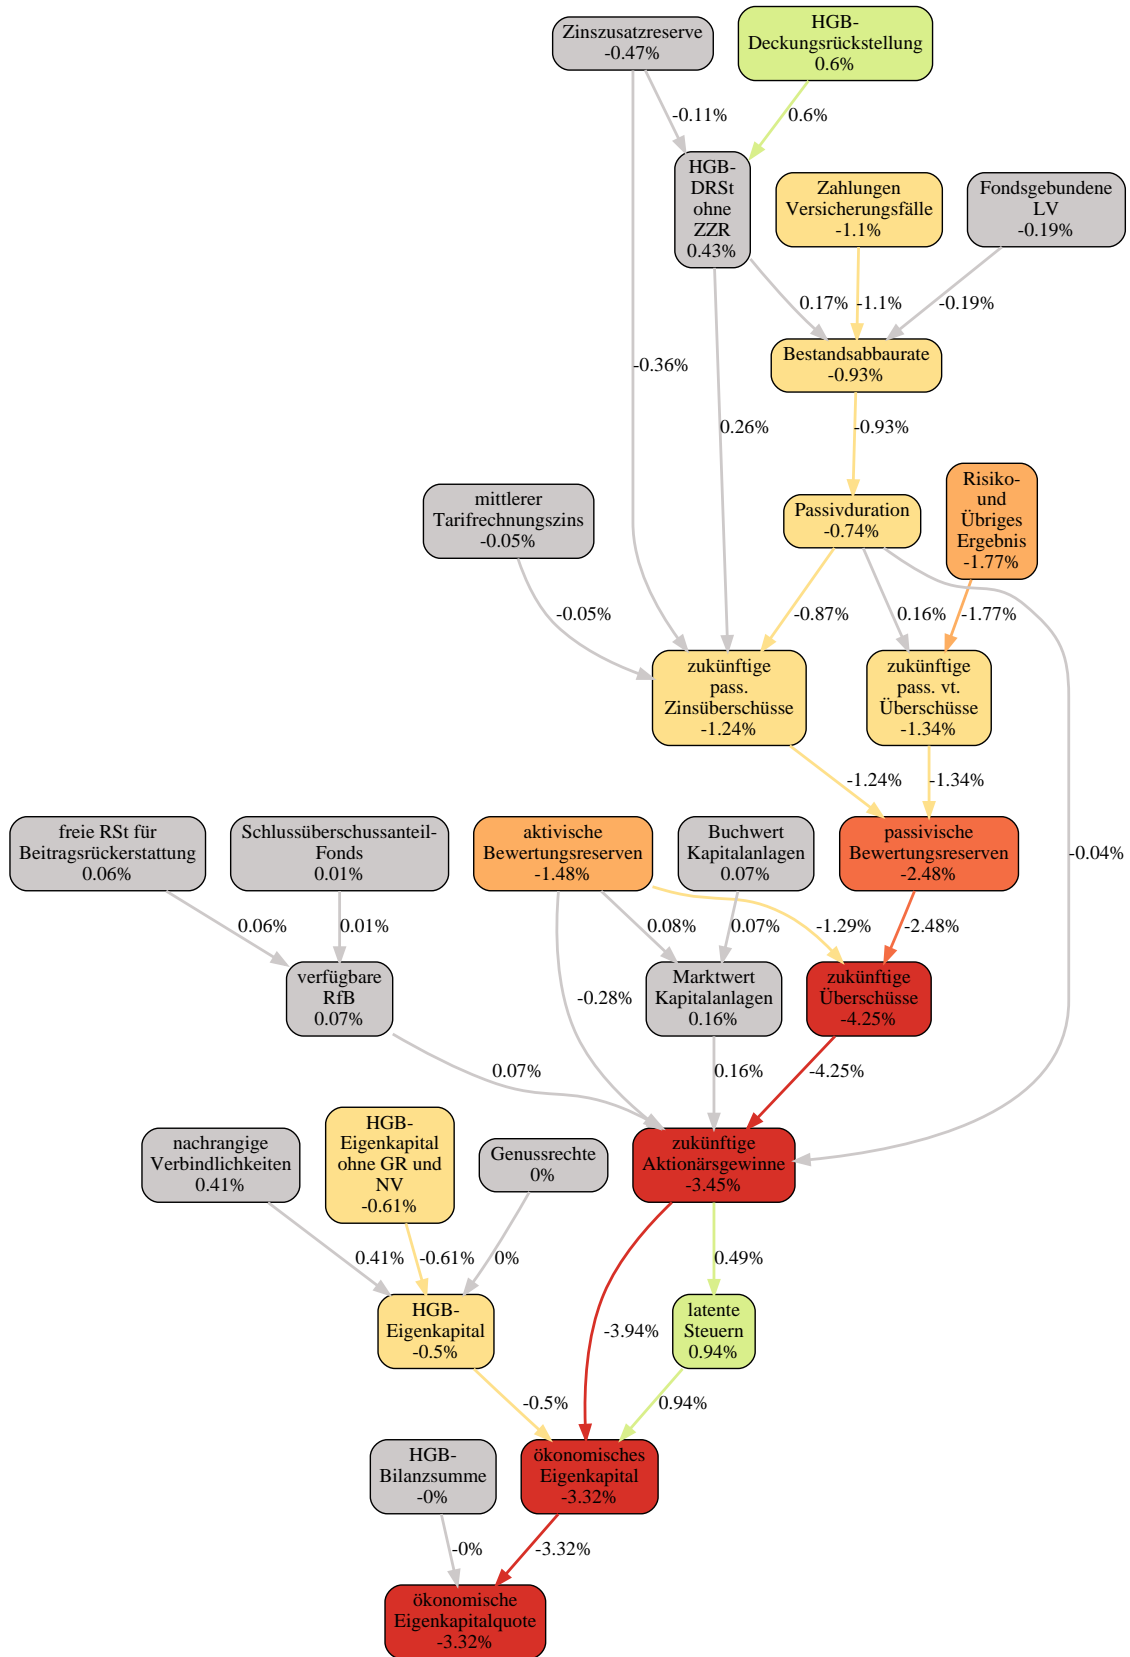 Zinszusatzreserve
-0.47%
HGB-
Deckungsrückstellung
0.6%
-0.11%
0.6%
HGB-
DRSt
ohne
ZZR
0.43%
Zahlungen
Versicherungsfälle
-1.1%
Fondsgebundene
LV
-0.19%
0.17%
-1.1%
-0.19%
Bestandsabbaurate
-0.93%
-0.36%
0.26%
-0.93%
mittlerer
Tarifrechnungszins
-0.05%
Passivduration
-0.74%
Risiko-
und
Übriges
Ergebnis
-1.77%
-0.05%
-0.87%
0.16%
-1.77%
zukünftige
pass.
Zinsüberschüsse
-1.24%
zukünftige
pass. vt.
Überschüsse
-1.34%
-1.24%
-1.34%
freie RSt für
Beitragsrückerstattung
0.06%
Schlussüberschussanteil-
Fonds
0.01%
aktivische
Bewertungsreserven
-1.48%
Buchwert
Kapitalanlagen
0.07%
passivische
Bewertungsreserven
-2.48%
-0.04%
0.06%
0.01%
0.08%
0.07%
-1.29%
-2.48%
verfügbare
RfB
0.07%
-0.28%
Marktwert
Kapitalanlagen
0.16%
zukünftige
Überschüsse
-4.25%
0.07%
0.16%
-4.25%
nachrangige
Verbindlichkeiten
0.41%
HGB-
Eigenkapital
ohne GR und
NV
-0.61%
Genussrechte
0%
zukünftige
Aktionärsgewinne
-3.45%
0.41%
-0.61%
0%
0.49%
HGB-
Eigenkapital
-0.5%
-3.94%
latente
Steuern
0.94%
-0.5%
0.94%
HGB-
Bilanzsumme
-0%
ökonomisches
Eigenkapital
-3.32%
-0%
-3.32%
ökonomische
Eigenkapitalquote
-3.32%